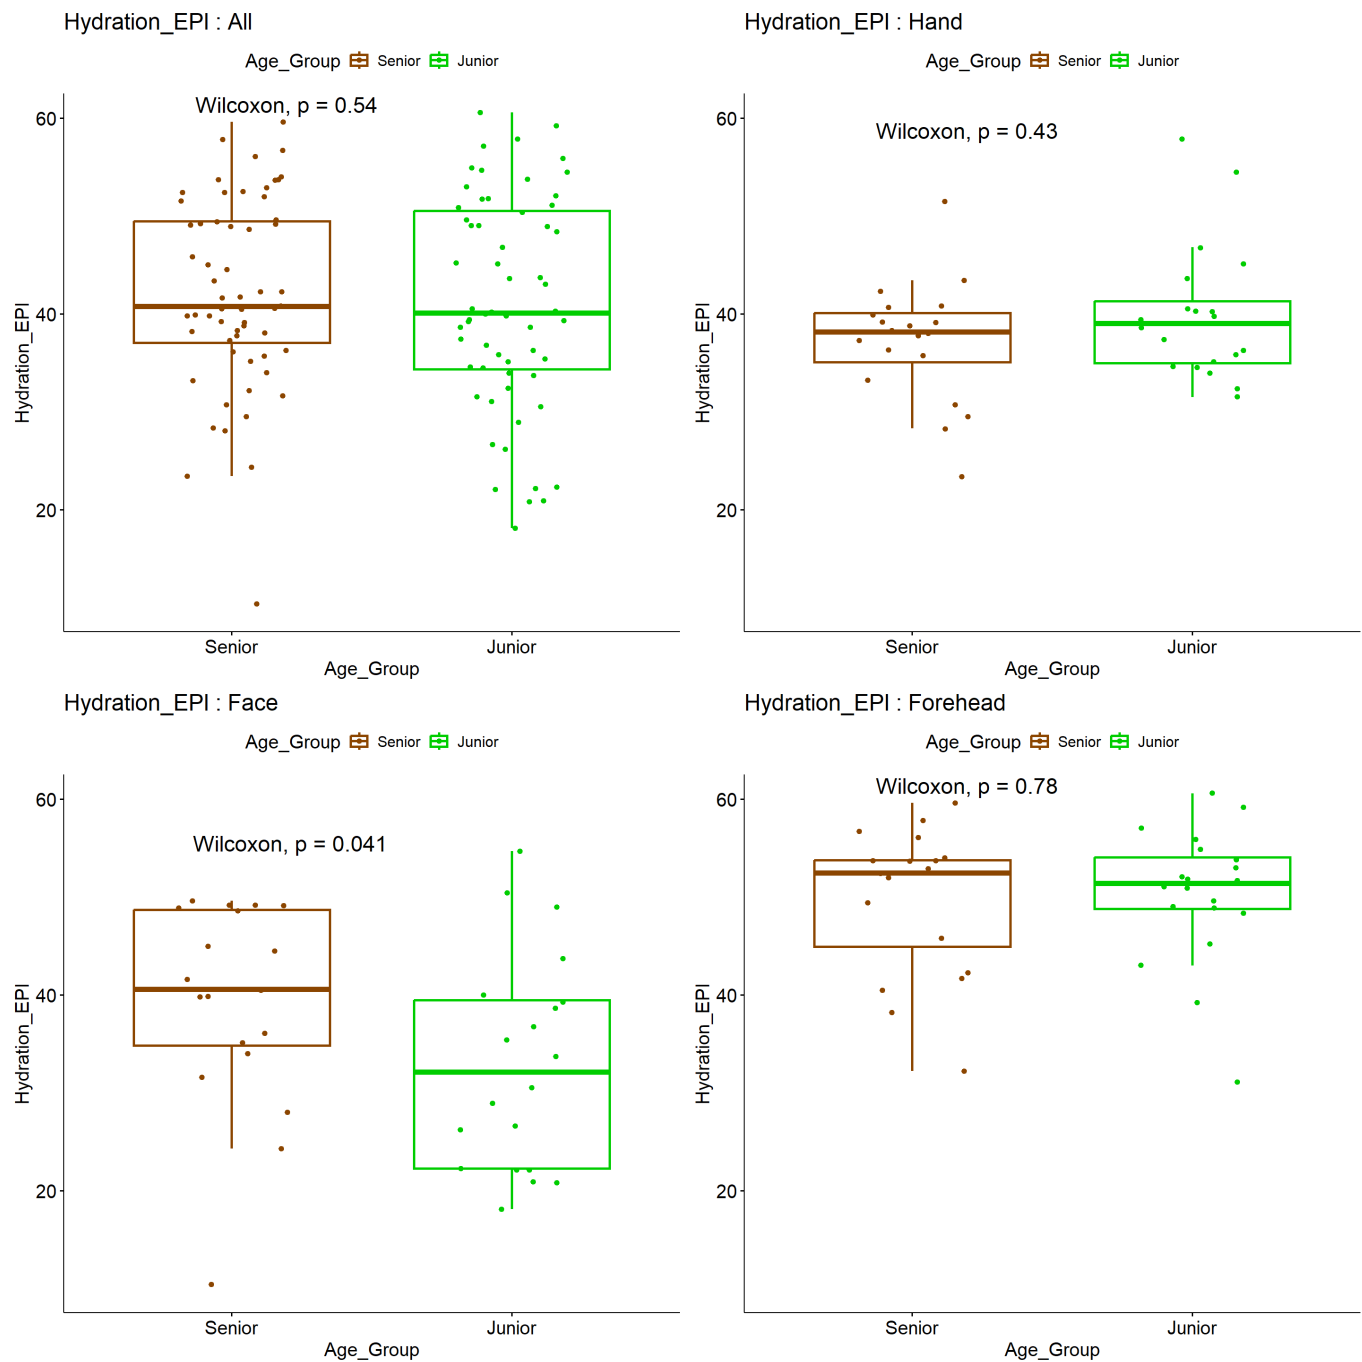 Hydration_EPI : All
Age_Group Senior Junior
Wilcoxon, p = 0.54
60
40
20
Hydration_EPI
Senior Junior
Age_Group
Hydration_EPI : Hand
Age_Group Senior Junior
Wilcoxon, p = 0.43
60
40
20
Hydration_EPI
Senior Junior
Age_Group
Hydration_EPI : Face
Age_Group Senior Junior
Wilcoxon, p = 0.041
60
40
20
Hydration_EPI
Senior Junior
Age_Group
Hydration_EPI : Forehead
Age_Group Senior Junior
Wilcoxon, p = 0.78
60
40
20
Hydration_EPI
Senior Junior
Age_Group